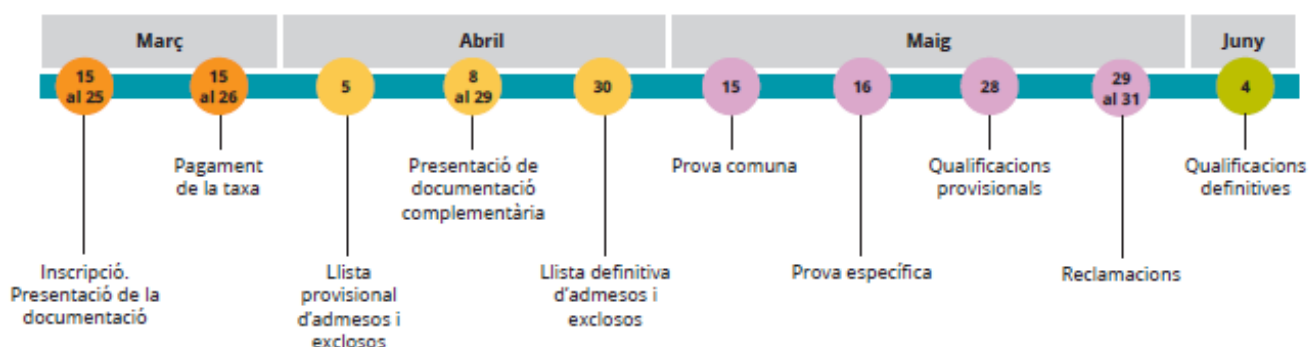 Març
Abril
Maig
Juny
15
al 25
15
al 26
5
8
al 29
30
15
16
28
29
al 31
4
Pagament
de la taxa
Presentació de
documentació
complementària
Prova comuna
Qualificacions
provisionals
Qualificacions
definitives
Inscripció.
Presentació de la
documentació
Llista
provisional
d'admesos i
exclosos
Llista definitiva
d'admesos i
exclosos
Prova específica
Reclamacions